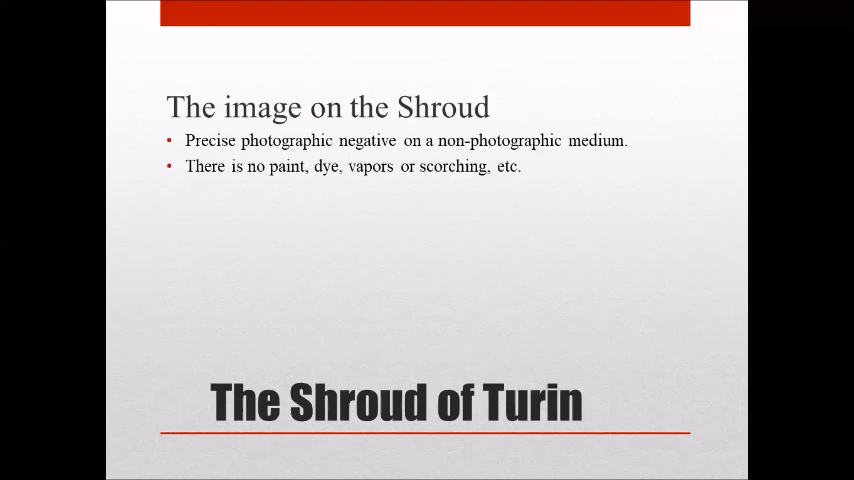 The image on the Shroud
• Precise photographic negative on a non-photographic medium.
• There is no paint, dye, vapors or scorching, etc.
The Shroud of Turin